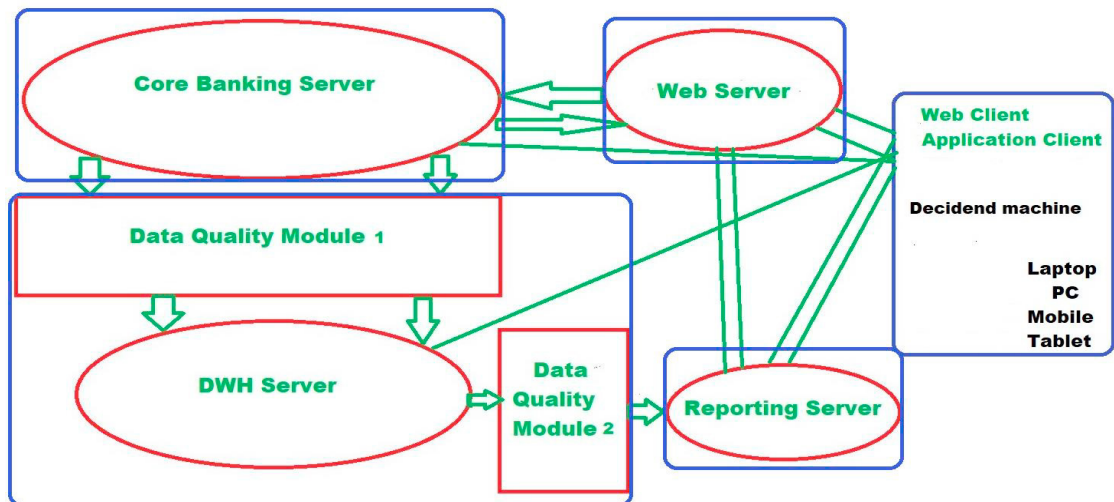 Core Banking Server
Web Server
Web Client
Application Client
Decidend machine
Laptop
PC
Mobile
Tablet
Data Quality Module 1
DWH Server
Data
Quality
Module 2
Reporting Server